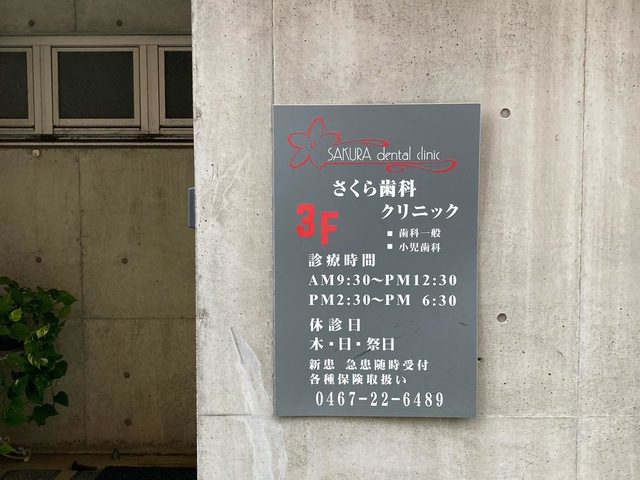 SAKURA dental clinic
さくら歯科
クリニック
3F
■ 歯科一般
■ 小児歯科
診療時間
AM9:30〜PM12:30
PM2:30〜PM 6:30
休診日
木・日・祭日
新患 急患随時受付
各種保険取扱い
0467-22-6489